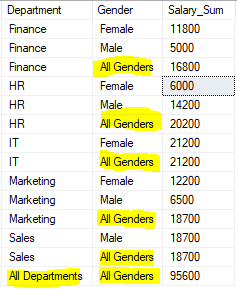 Department Gender Salary_Sum
Finance Female 11800
Finance Male 5000
Finance All Genders 16800
HR Female 6000
HR Male 14200
HR All Genders 20200
IT Female 21200
IT All Genders 21200
Marketing Female 12200
Marketing Male 6500
Marketing All Genders 18700
Sales Male 18700
Sales All Genders 18700
All Departments All Genders 95600